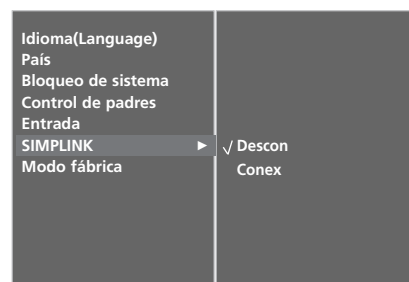 Idioma(Language)
País
Bloqueo de sistema
Control de padres
Entrada
SIMPLINK ►
Modo fábrica
√ Descon
Conex